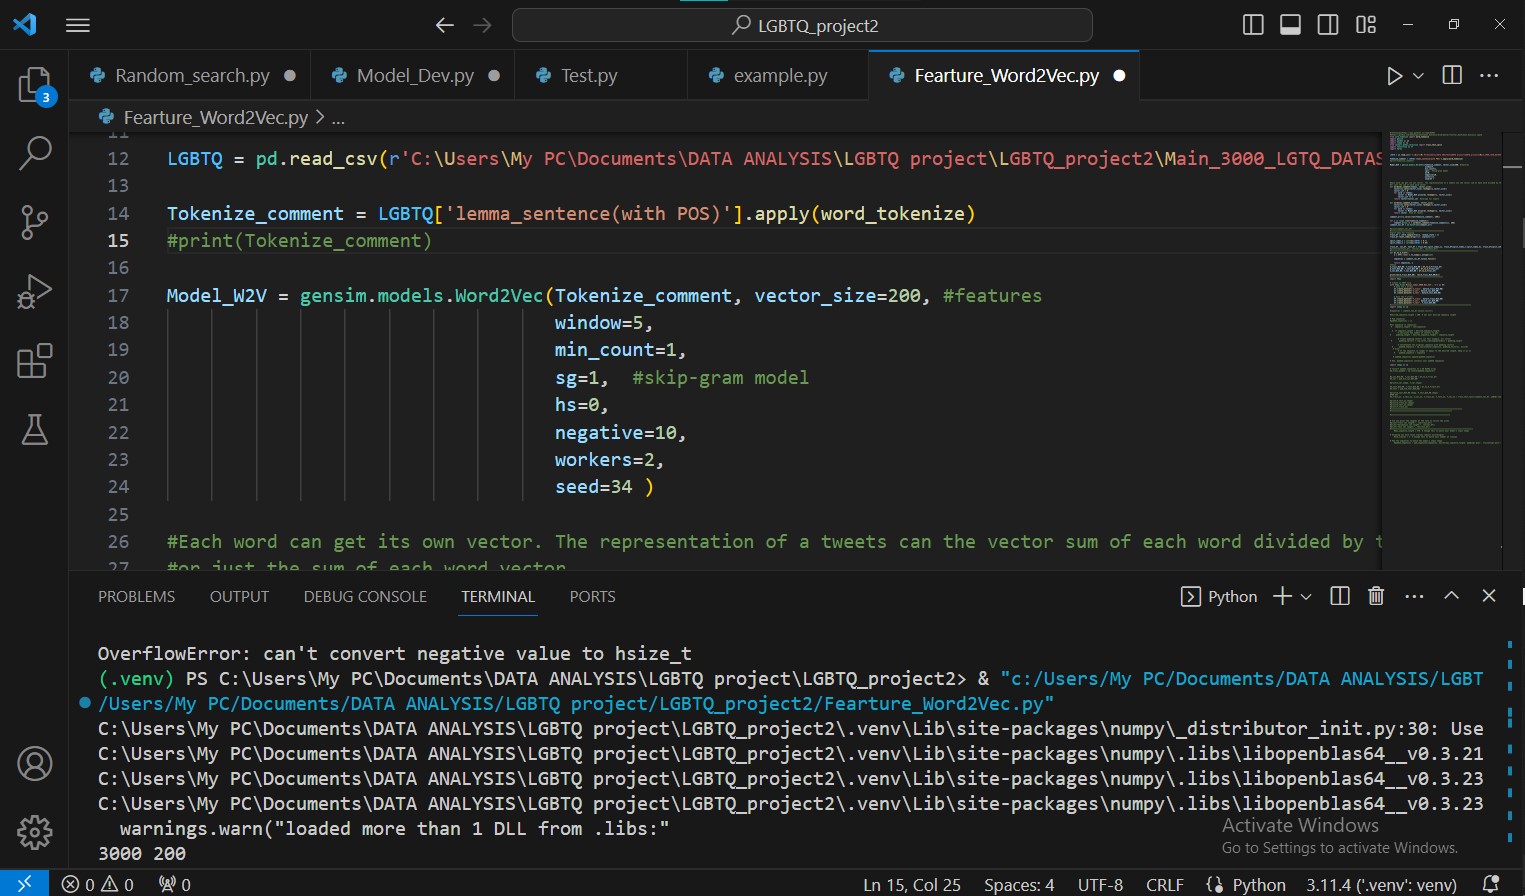 LGBTQ_project2
Random_search.py
Model_Dev.py
Test.py
example.py
Fearture_Word2Vec.py
3
Fearture_Word2Vec.py > ...
11
12 LGBTQ = pd.read_csv(r'C:\Users\My PC\Documents\DATA ANALYSIS\LGBTQ project\LGBTQ_project2\Main_3000_LGTQ_DATAS
13
14 Tokenize_comment = LGBTQ['lemma_sentence(with POS)'].apply(word_tokenize)
15 #print(Tokenize_comment)
16
17 Model_W2V = gensim.models.Word2Vec(Tokenize_comment, vector_size=200, #features
18 window=5,
19 min_count=1,
20 sg=1, #skip-gram model
21 hs=0,
22 negative=10,
23 workers=2,
24 seed=34 )
25
26 #Each word can get its own vector. The representation of a tweets can the vector sum of each word divided by t
27 #or just the sum of each word vector
PROBLEMS OUTPUT DEBUG CONSOLE TERMINAL PORTS Python
OverflowError: can't convert negative value to hsize_t
(.venv) PS C:\Users\My PC\Documents\DATA ANALYSIS\LGBTQ project\LGBTQ_project2> & "c:/Users/My PC/Documents/DATA ANALYSIS/LGBT
/Users/My PC/Documents/DATA ANALYSIS/LGBTQ project/LGBTQ_project2/Fearture_Word2Vec.py"
C:\Users\My PC\Documents\DATA ANALYSIS\LGBTQ project\LGBTQ_project2\.venv\Lib\site-packages\numpy\_distributor_init.py:30: Use
C:\Users\My PC\Documents\DATA ANALYSIS\LGBTQ project\LGBTQ_project2\.venv\Lib\site-packages\numpy\.libs\libopenblas64__v0.3.21
C:\Users\My PC\Documents\DATA ANALYSIS\LGBTQ project\LGBTQ_project2\.venv\Lib\site-packages\numpy\.libs\libopenblas64__v0.3.23
C:\Users\My PC\Documents\DATA ANALYSIS\LGBTQ project\LGBTQ_project2\.venv\Lib\site-packages\numpy\.libs\libopenblas64__v0.3.23
warnings.warn("loaded more than 1 DLL from .libs:"
3000 200
Activate Windows
Go to Settings to activate Windows.
0 0 0 Ln 15, Col 25 Spaces: 4 UTF-8 CRLF Python 3.11.4 ('.venv': venv)